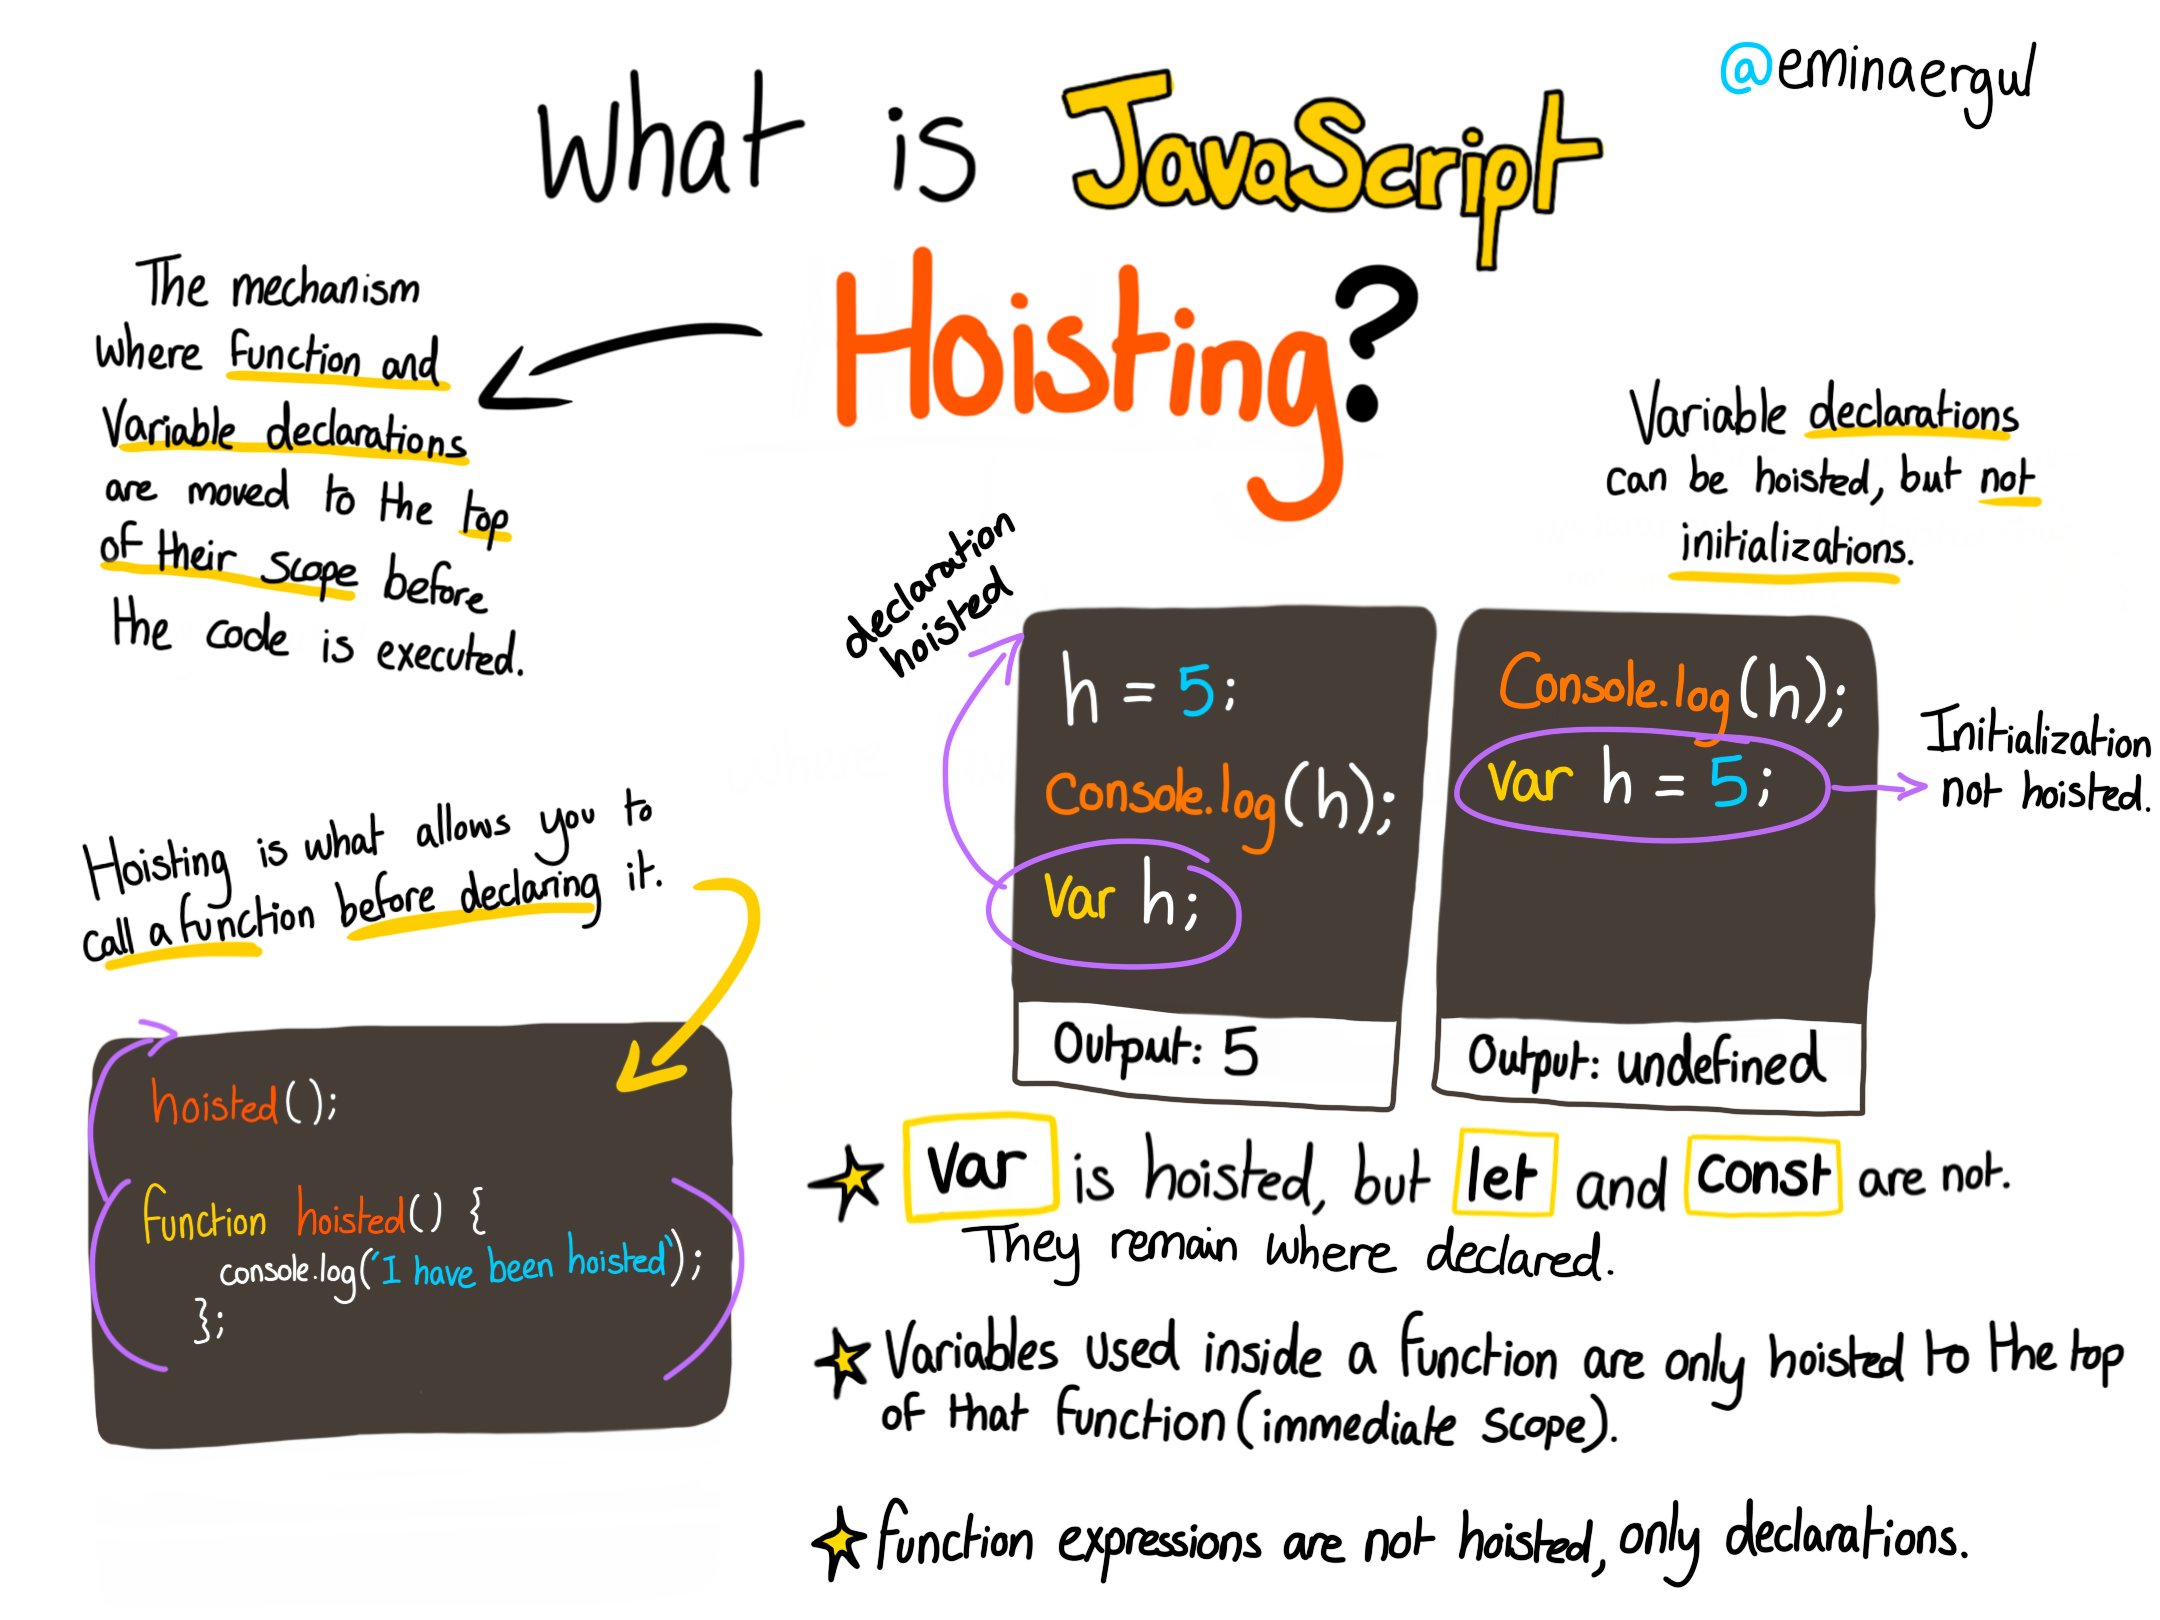 @eminaergul
What is JavaScript
Hoisting?
The mechanism
where function and
variable declarations
are moved to the top
of their scope before
the code is executed.
Variable declarations
can be hoisted, but not
initializations.
declaration
hoisted
h = 5;
Console.log(h);
Var h;
Output: 5
Console.log(h);
var h = 5;
Output: undefined
Initialization
not hoisted.
Hoisting is what allows you to
call a function before declaring it.
hoisted();
function hoisted() {
console.log('I have been hoisted');
};
var is hoisted, but let and const are not.
They remain where declared.
Variables used inside a function are only hoisted to the top
of that function (immediate scope).
function expressions are not hoisted, only declarations.